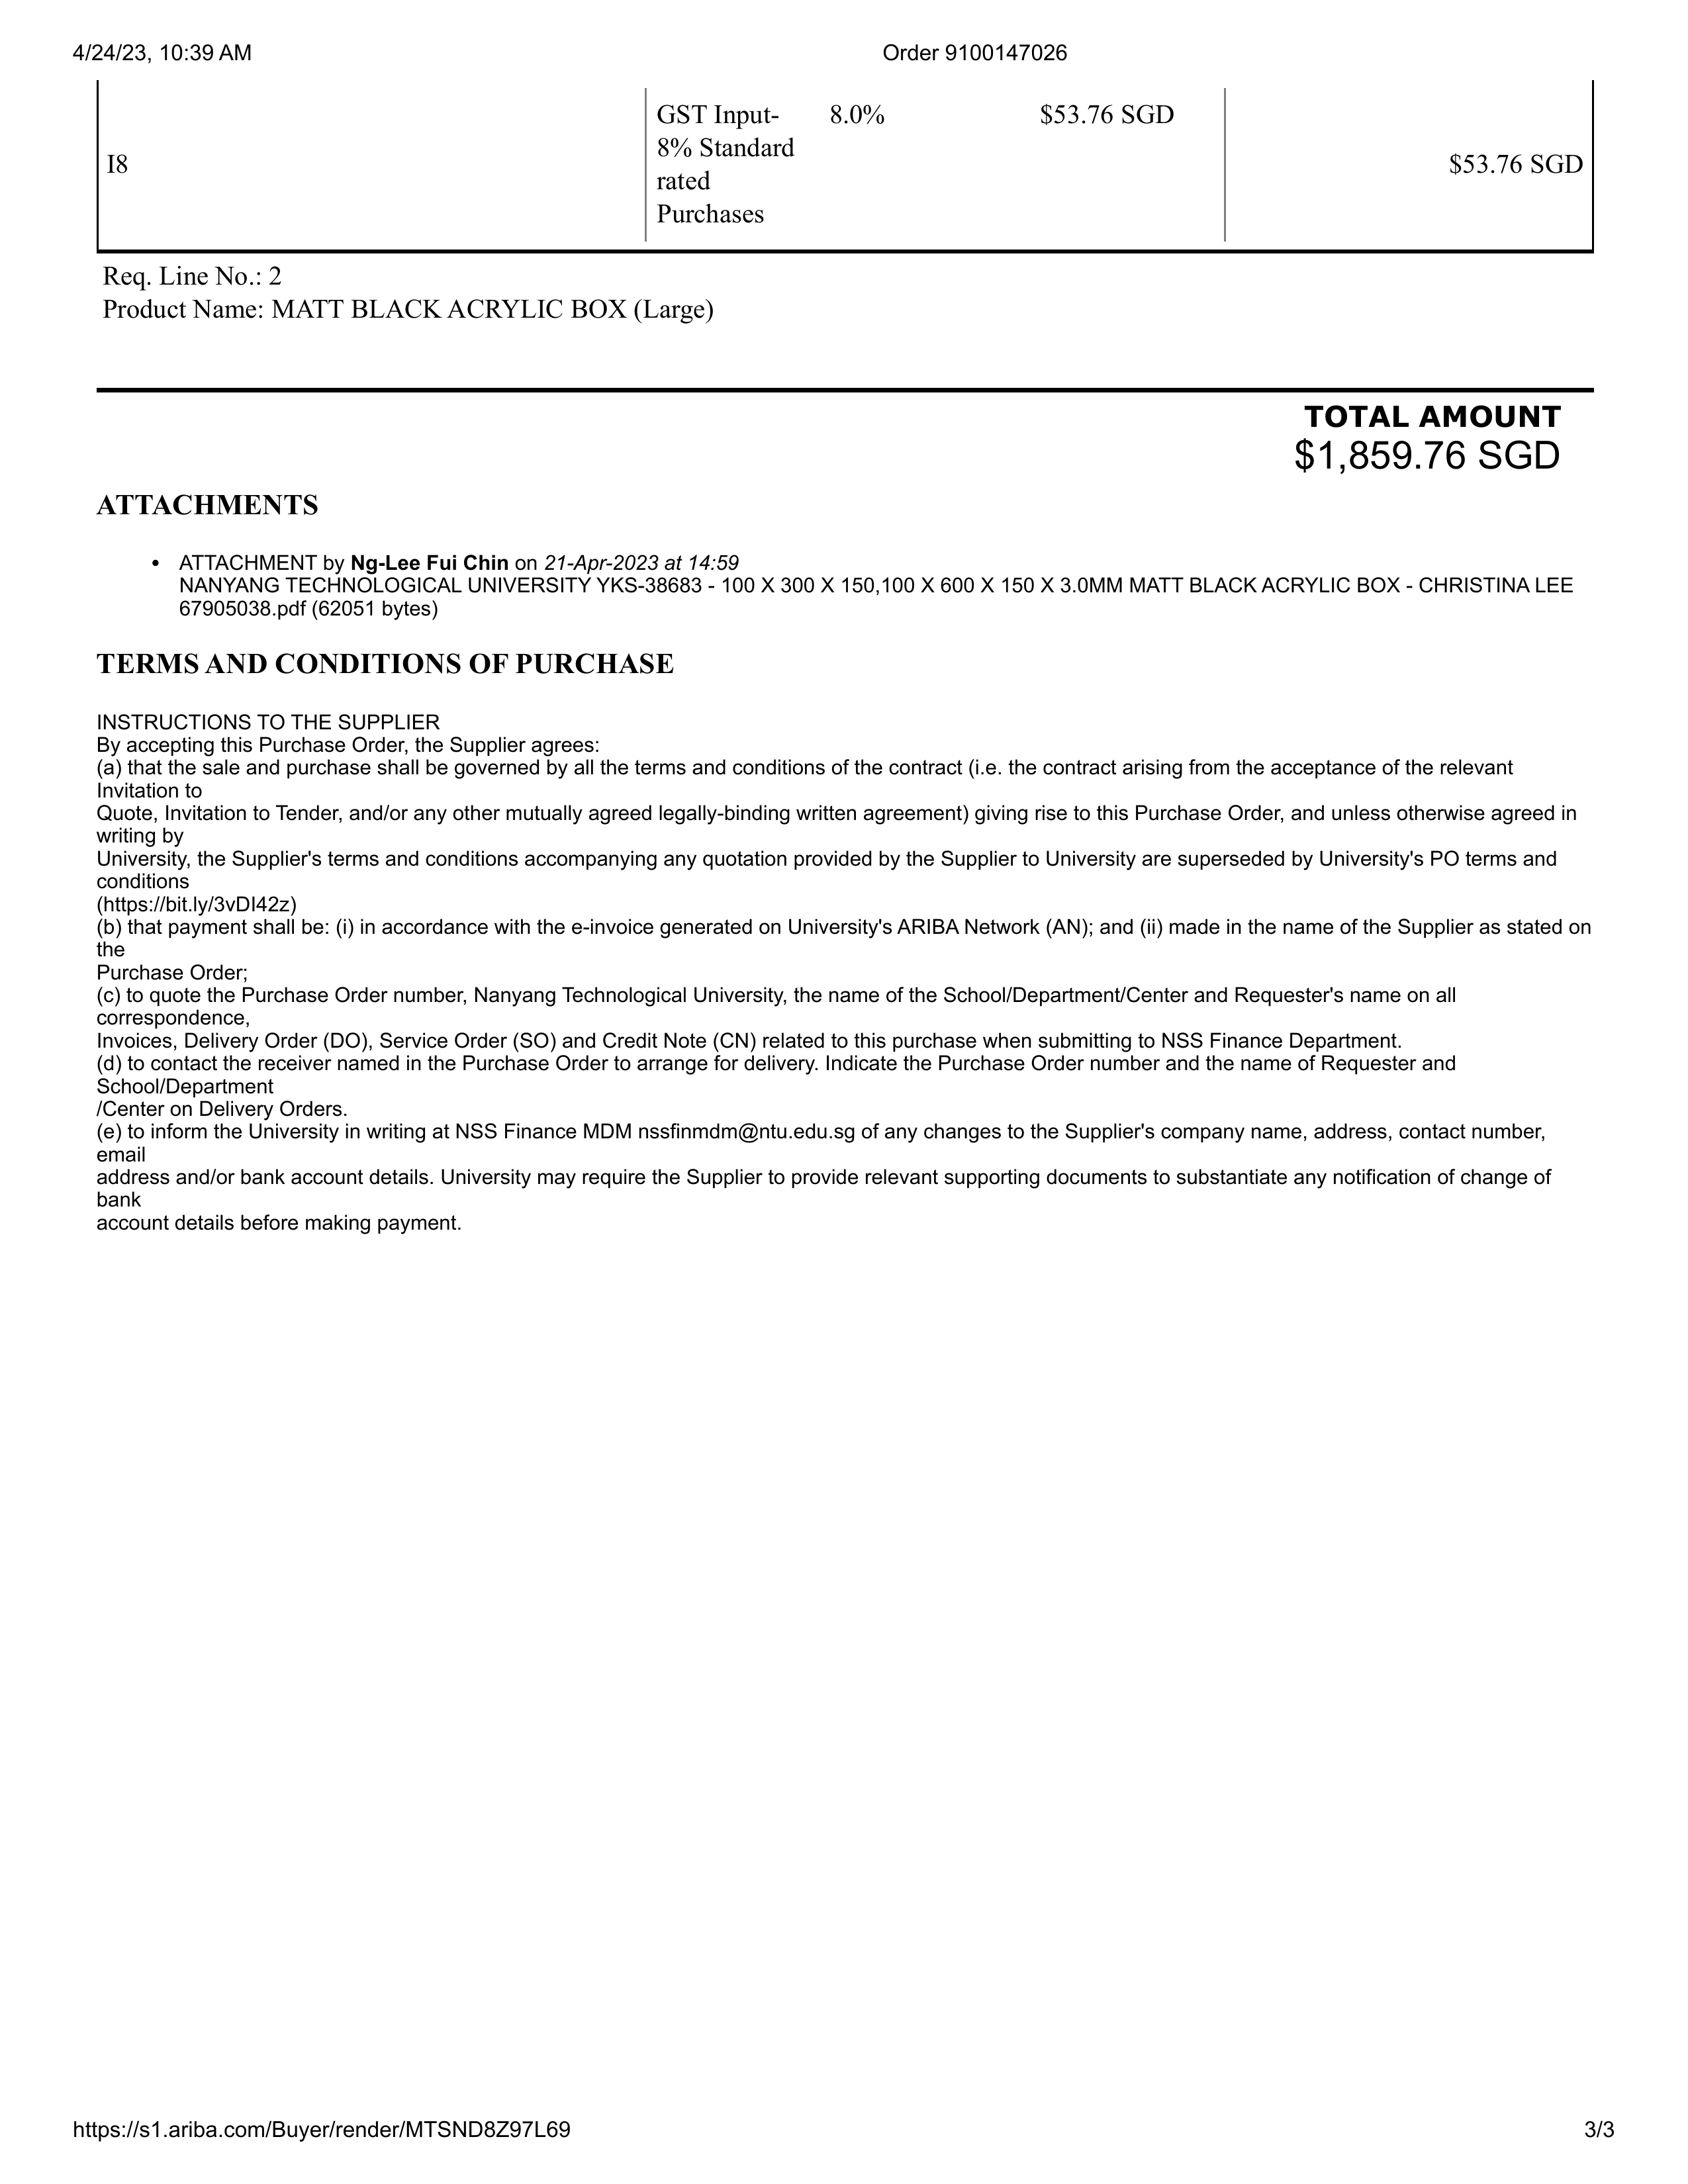 4/24/23, 10:39 AM
Order 9100147026
I8
GST Input-
8% Standard
rated
Purchases
8.0%
$53.76 SGD
$53.76 SGD
Req. Line No.: 2
Product Name: MATT BLACK ACRYLIC BOX (Large)
TOTAL AMOUNT
$1,859.76 SGD
ATTACHMENTS
• ATTACHMENT by Ng-Lee Fui Chin on 21-Apr-2023 at 14:59
NANYANG TECHNOLOGICAL UNIVERSITY YKS-38683 - 100 X 300 X 150,100 X 600 X 150 X 3.0MM MATT BLACK ACRYLIC BOX - CHRISTINA LEE
67905038.pdf (62051 bytes)
TERMS AND CONDITIONS OF PURCHASE
INSTRUCTIONS TO THE SUPPLIER
By accepting this Purchase Order, the Supplier agrees:
(a) that the sale and purchase shall be governed by all the terms and conditions of the contract (i.e. the contract arising from the acceptance of the relevant
Invitation to
Quote, Invitation to Tender, and/or any other mutually agreed legally-binding written agreement) giving rise to this Purchase Order, and unless otherwise agreed in
writing by
University, the Supplier's terms and conditions accompanying any quotation provided by the Supplier to University are superseded by University's PO terms and
conditions
(https://bit.ly/3vDI42z)
(b) that payment shall be: (i) in accordance with the e-invoice generated on University's ARIBA Network (AN); and (ii) made in the name of the Supplier as stated on
the
Purchase Order;
(c) to quote the Purchase Order number, Nanyang Technological University, the name of the School/Department/Center and Requester's name on all
correspondence,
Invoices, Delivery Order (DO), Service Order (SO) and Credit Note (CN) related to this purchase when submitting to NSS Finance Department.
(d) to contact the receiver named in the Purchase Order to arrange for delivery. Indicate the Purchase Order number and the name of Requester and
School/Department
/Center on Delivery Orders.
(e) to inform the University in writing at NSS Finance MDM nssfinmdm@ntu.edu.sg of any changes to the Supplier's company name, address, contact number,
email
address and/or bank account details. University may require the Supplier to provide relevant supporting documents to substantiate any notification of change of
bank
account details before making payment.
https://s1.ariba.com/Buyer/render/MTSND8Z97L69
3/3